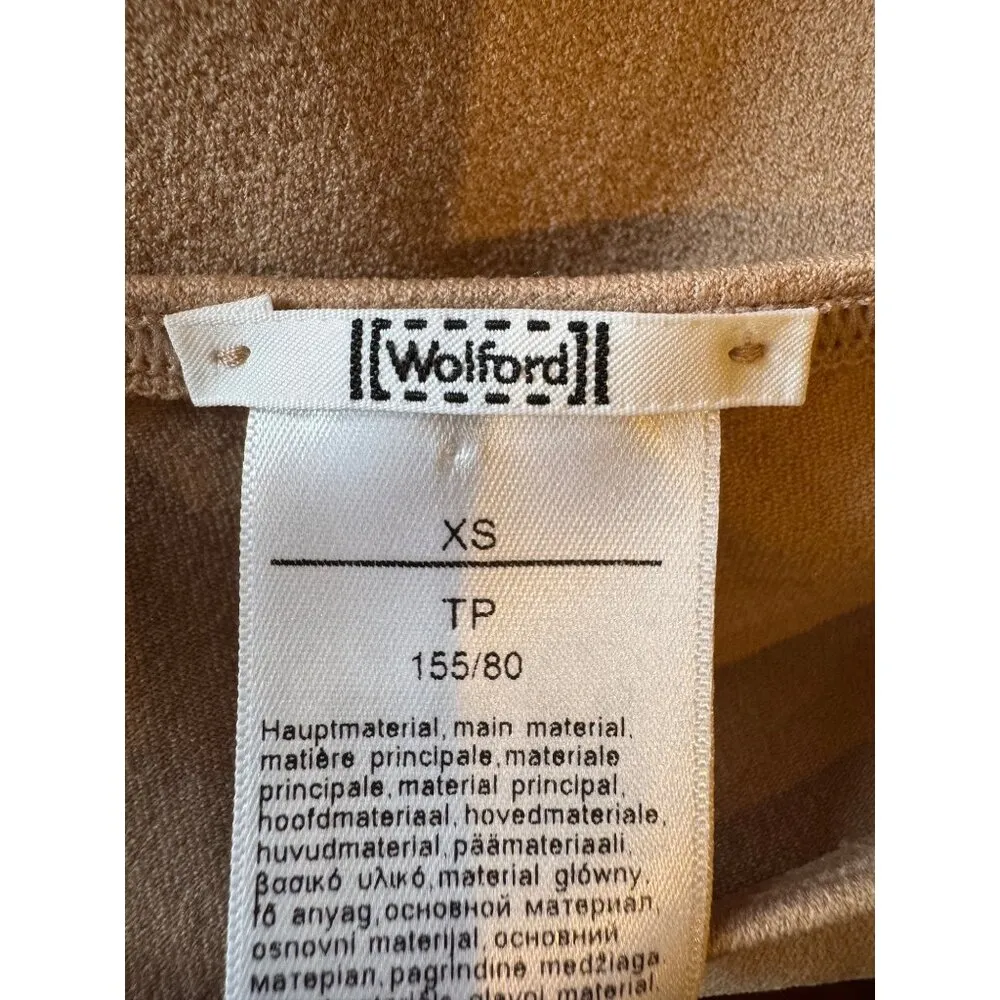 Wolford
XS
TP
155/80
Hauptmaterial, main material,
matière principale, materiale
principale, material principal,
hoofdmateriaal, hovedmateriale,
huvudmaterial, päämateriaali,
βασικό υλικό, material główny,
fő anyag, основной материал,
osnovni materijal, основний
матеріал, pagrindinė medžiaga
material